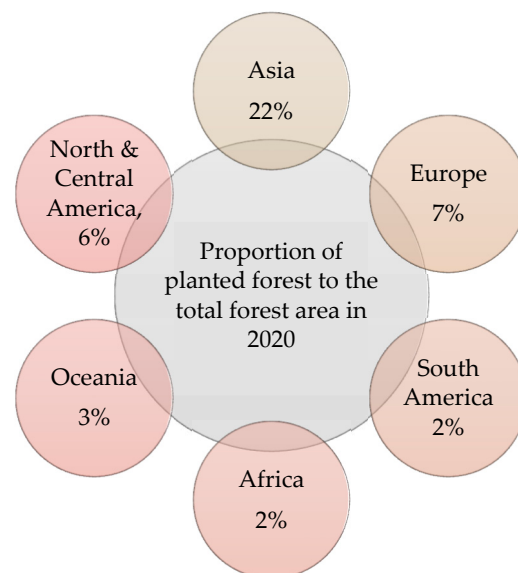 Asia
22%
Europe
7%
South
America
2%
Africa
2%
Oceania
3%
North &
Central
America,
6%
Proportion of
planted forest to the
total forest area in
2020